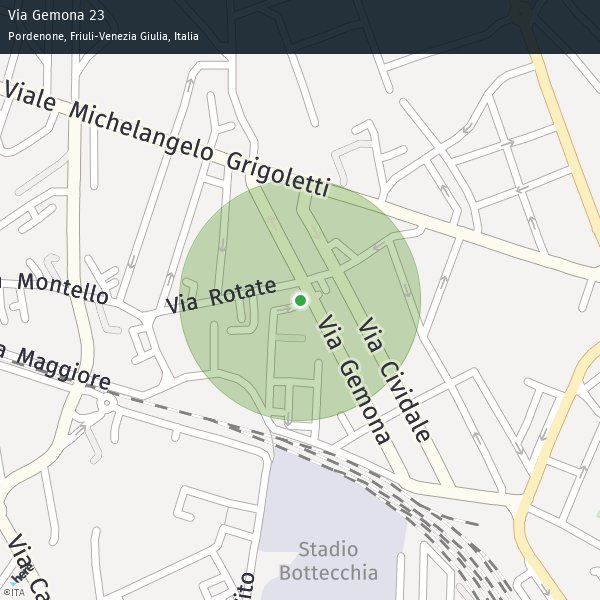 Via Gemona 23
Pordenone, Friuli-Venezia Giulia, Italia
Viale Michelangelo Grigoletti
Via Rotate
Montello
Maggiore
Via Gemona
Via Cividale
Stadio
Bottecchia
Via Ca
ito
here
©ITA